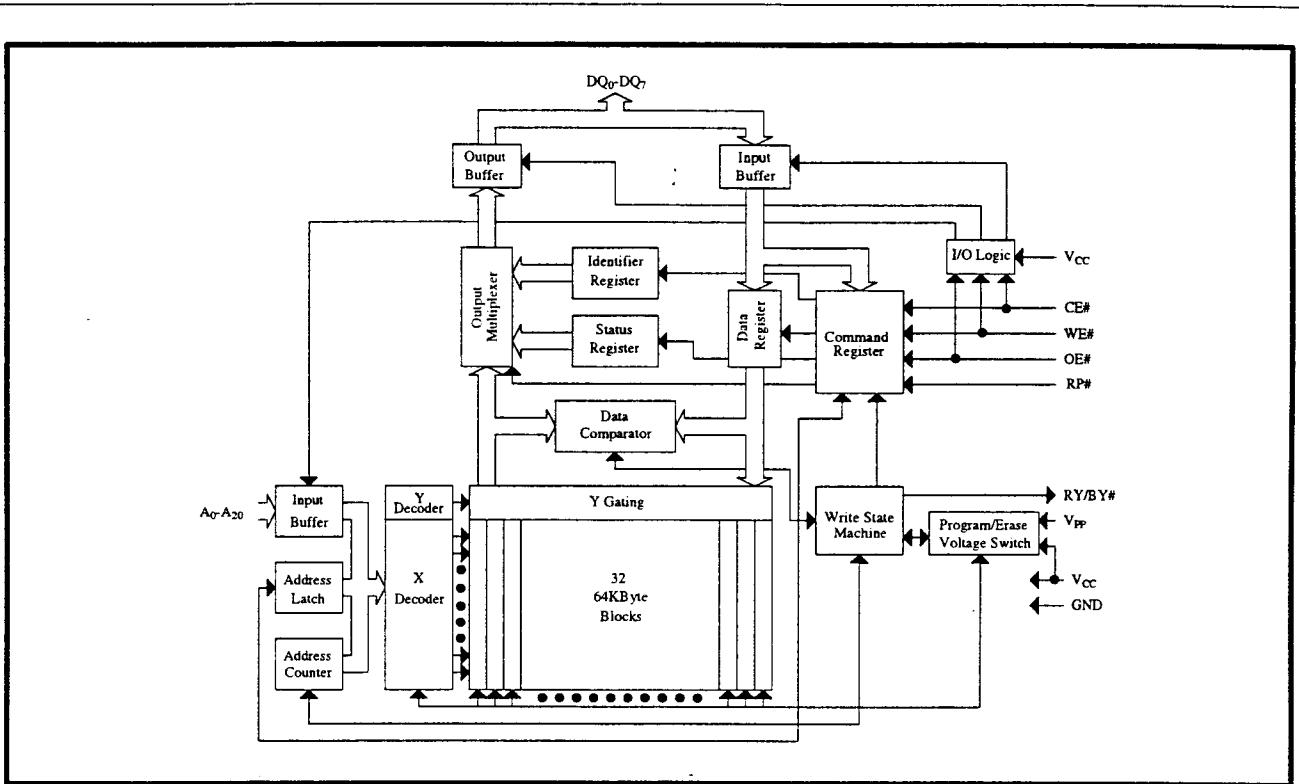 DQ0-DQ7
Output
Buffer
Input
Buffer
I/O Logic
VCC
Output
Multiplexer
Identifier
Register
Status
Register
Data
Register
Command
Register
CE#
WE#
OE#
RP#
Data
Comparator
A0-A20
Input
Buffer
Y
Decoder
Y Gating
Write State
Machine
RY/BY#
Program/Erase
Voltage Switch
VPP
VCC
GND
Address
Latch
X
Decoder
32
64KByte
Blocks
Address
Counter